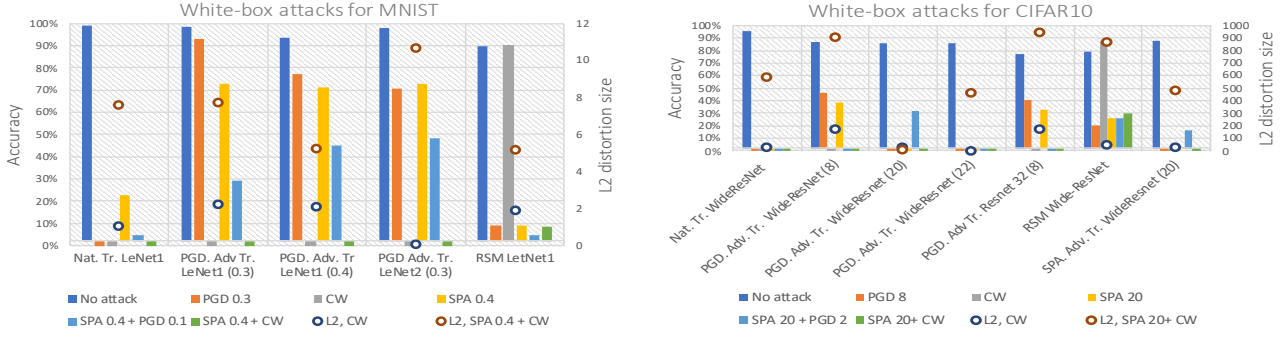 White-box attacks for MNIST
100%
90%
80%
70%
60%
50%
40%
30%
20%
10%
0%
Accuracy
12
10
8
6
4
2
0
L2 distortion size
Nat. Tr. LeNet1
PGD. Adv Tr.
LeNet1 (0.3)
PGD. Adv. Tr
LeNet1 (0.4)
PGD Adv. Tr.
LeNet2 (0.3)
RSM LetNet1
No attack
PGD 0.3
CW
SPA 0.4
SPA 0.4 + PGD 0.1
SPA 0.4 + CW
L2, CW
L2, SPA 0.4 + CW
White-box attacks for CIFAR10
100%
90%
80%
70%
60%
50%
40%
30%
20%
10%
0%
Accuracy
1000
900
800
700
600
500
400
300
200
100
0
L2 distortion size
Nat. Tr. WideResNet
PGD. Adv. Tr. WideResNet (8)
PGD. Adv. Tr. WideResnet (20)
PGD. Adv. Tr. WideResnet (22)
PGD. Adv Tr. Resnet 32 (8)
RSM Wide-ResNet
SPA. Adv. Tr. WideResnet (20)
No attack
PGD 8
CW
SPA 20
SPA 20 + PGD 2
SPA 20+ CW
L2, CW
L2, SPA 20+ CW